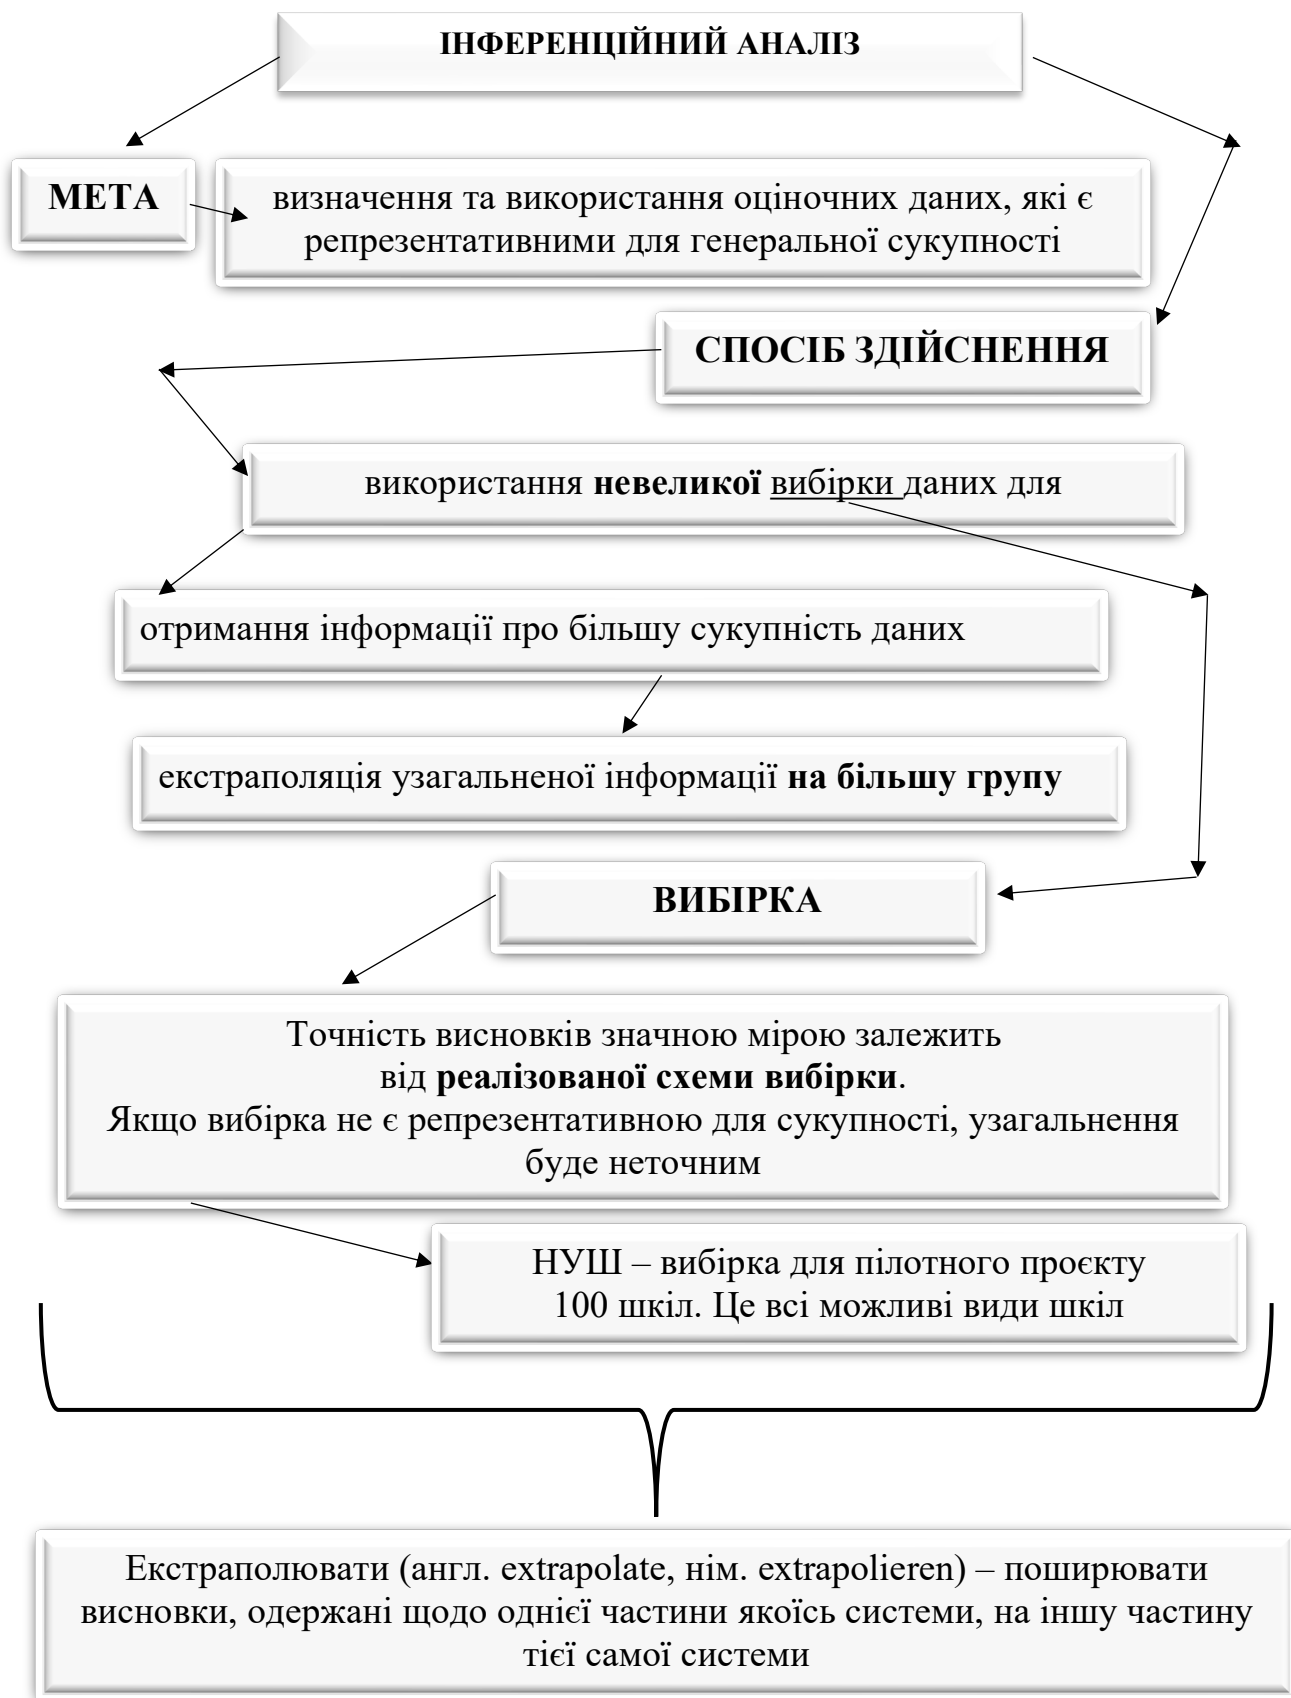 ІНФЕРЕНЦІЙНИЙ АНАЛІЗ
МЕТА
визначення та використання оціночних даних, які є
репрезентативними для генеральної сукупності
СПОСІБ ЗДІЙСНЕННЯ
використання невеликої вибірки даних для
отримання інформації про більшу сукупність даних
екстраполяція узагальненої інформації на більшу групу
ВИБІРКА
Точність висновків значною мірою залежить
від реалізованої схеми вибірки.
Якщо вибірка не є репрезентативною для сукупності, узагальнення
буде неточним
НУШ – вибірка для пілотного проєкту
100 шкіл. Це всі можливі види шкіл
Екстраполювати (англ. extrapolate, нім. extrapolieren) – поширювати
висновки, одержані щодо однієї частини якоїсь системи, на іншу частину
тієї самої системи